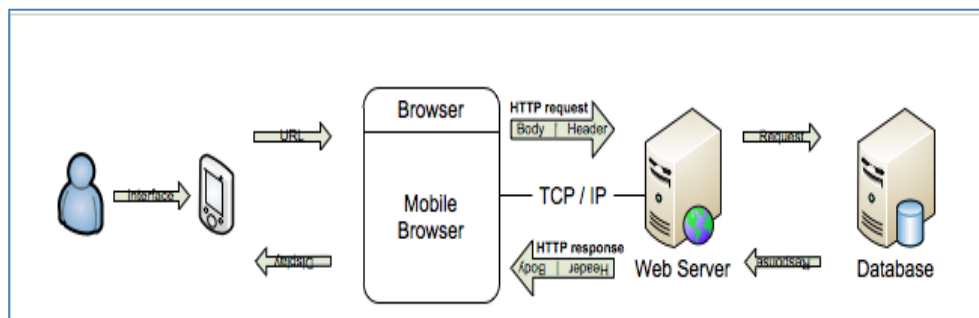 Browser
HTTP request
Body | Header
URL
Request
Interface
Mobile
Browser
TCP / IP
HTTP response
Header | Body
Display
Response
Web Server
Database